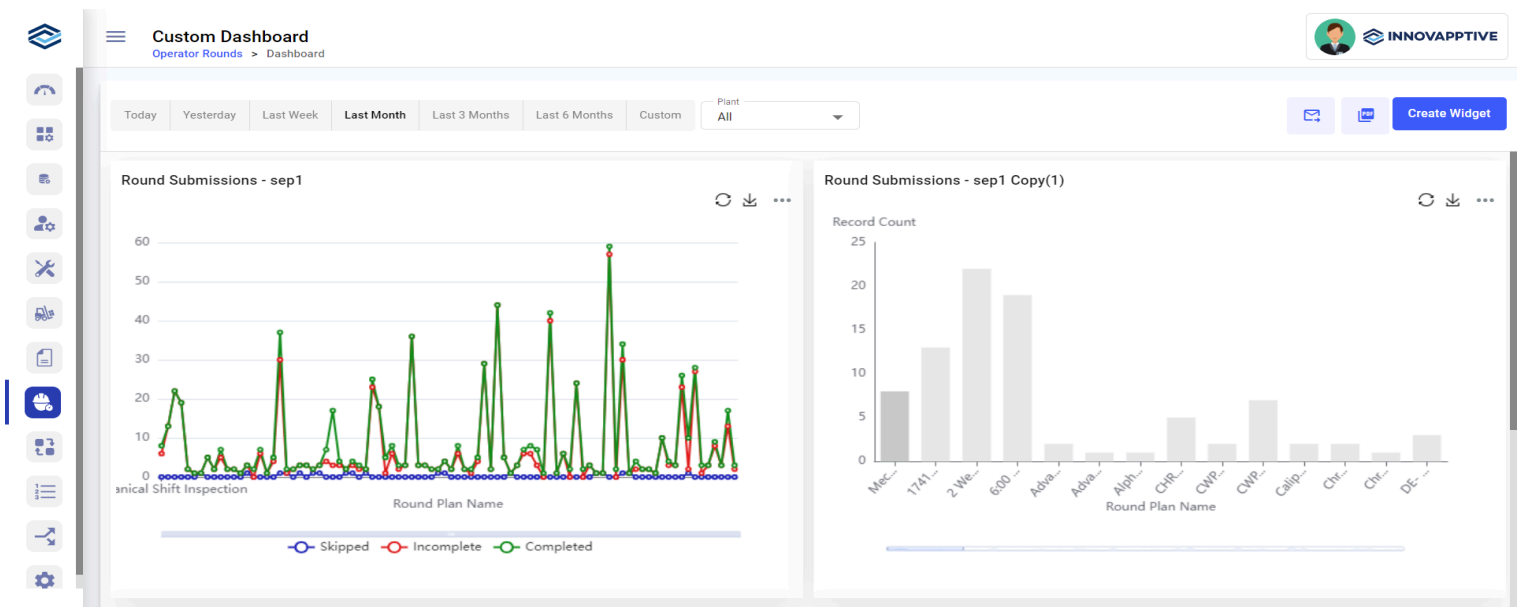 Custom Dashboard
Operator Rounds > Dashboard
INNOVAPPTIVE
Today Yesterday Last Week Last Month Last 3 Months Last 6 Months Custom
Plant
All
PDF
Create Widget
Round Submissions - sep1
60
50
40
30
20
10
0
anical Shift Inspection
Round Plan Name
Skipped Incomplete Completed
Round Submissions - sep1 Copy(1)
Record Count
25
20
15
10
5
0
Mec... 1741... 2 We... 6:00 ... Adva... Adva... Alph... CHR... CWP... CWP... Calip... Chr... Chr... DE- ...
Round Plan Name